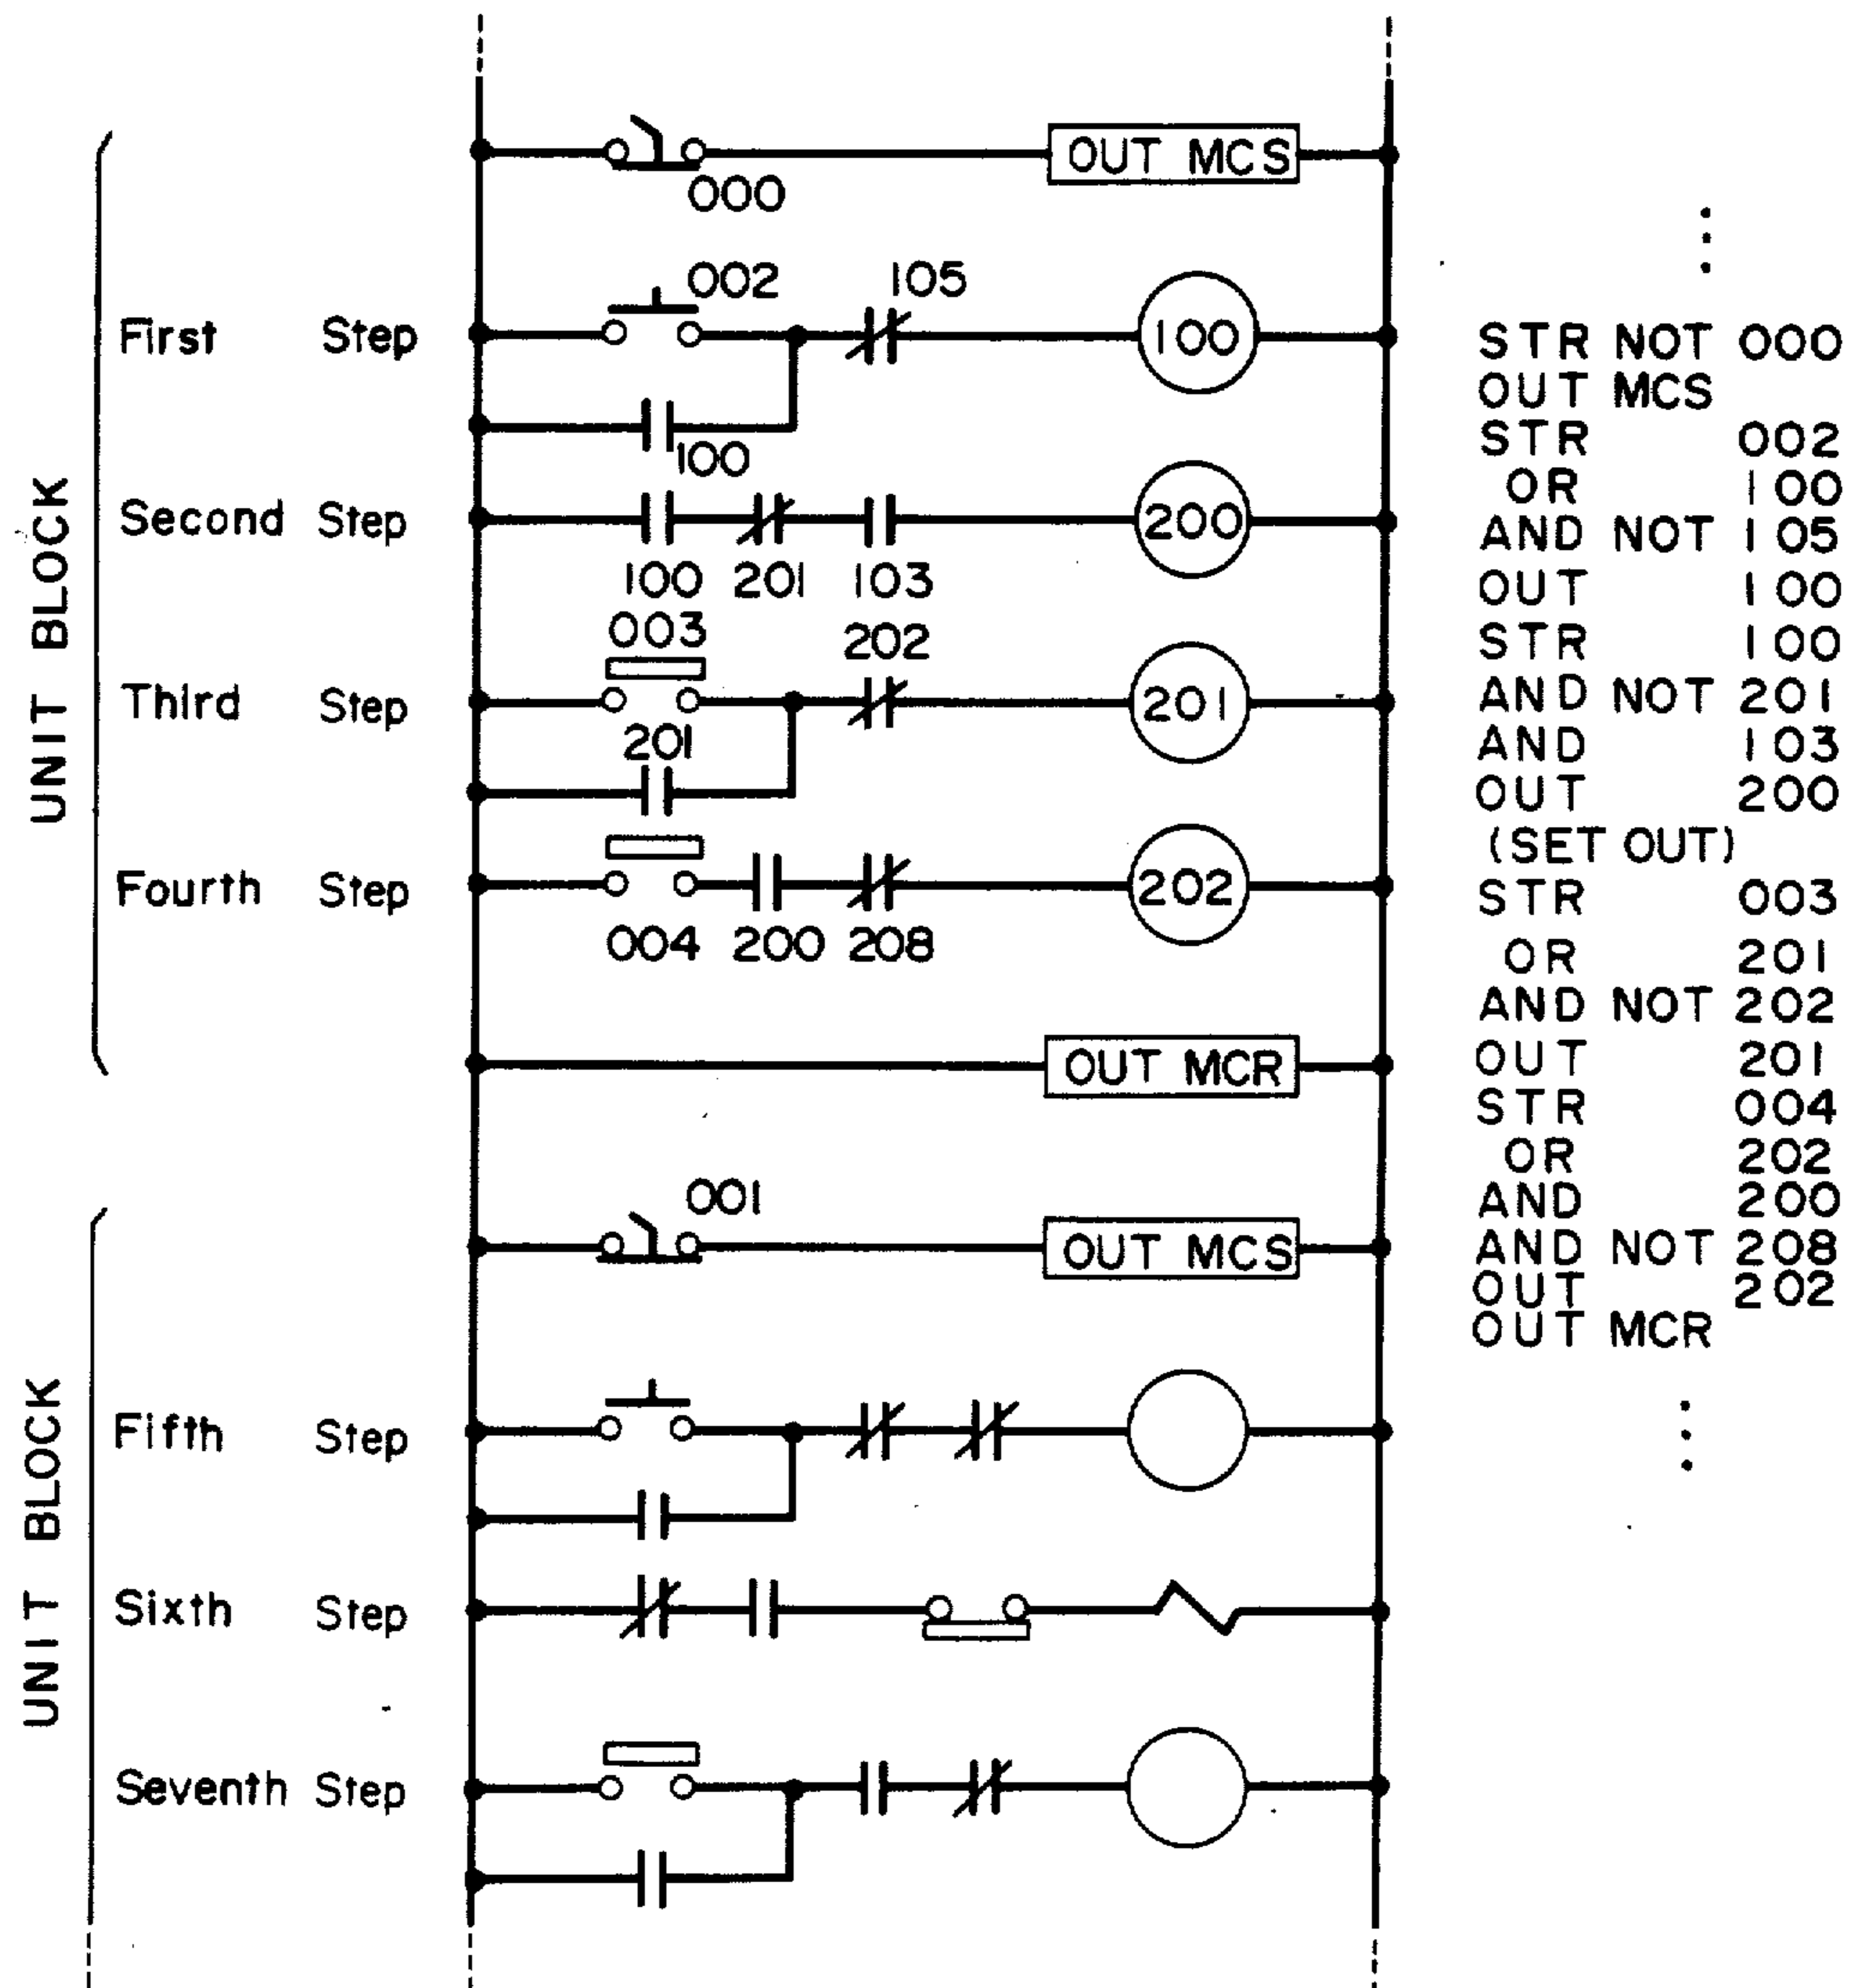 OUT MCS
000
002 105
First Step
100
100
Second Step
200
100 201 103
003 202
Third Step
201
201
Fourth Step
202
004 200 208
OUT MCR
UNIT BLOCK
001
OUT MCS
Fifth Step
Sixth Step
Seventh Step
UNIT BLOCK
STR NOT 000
OUT MCS
STR 002
OR 100
AND NOT 105
OUT 100
STR 100
AND NOT 201
AND 103
OUT 200
(SET OUT)
STR 003
OR 201
AND NOT 202
OUT 201
STR 004
OR 202
AND 200
AND NOT 208
OUT 202
OUT MCR